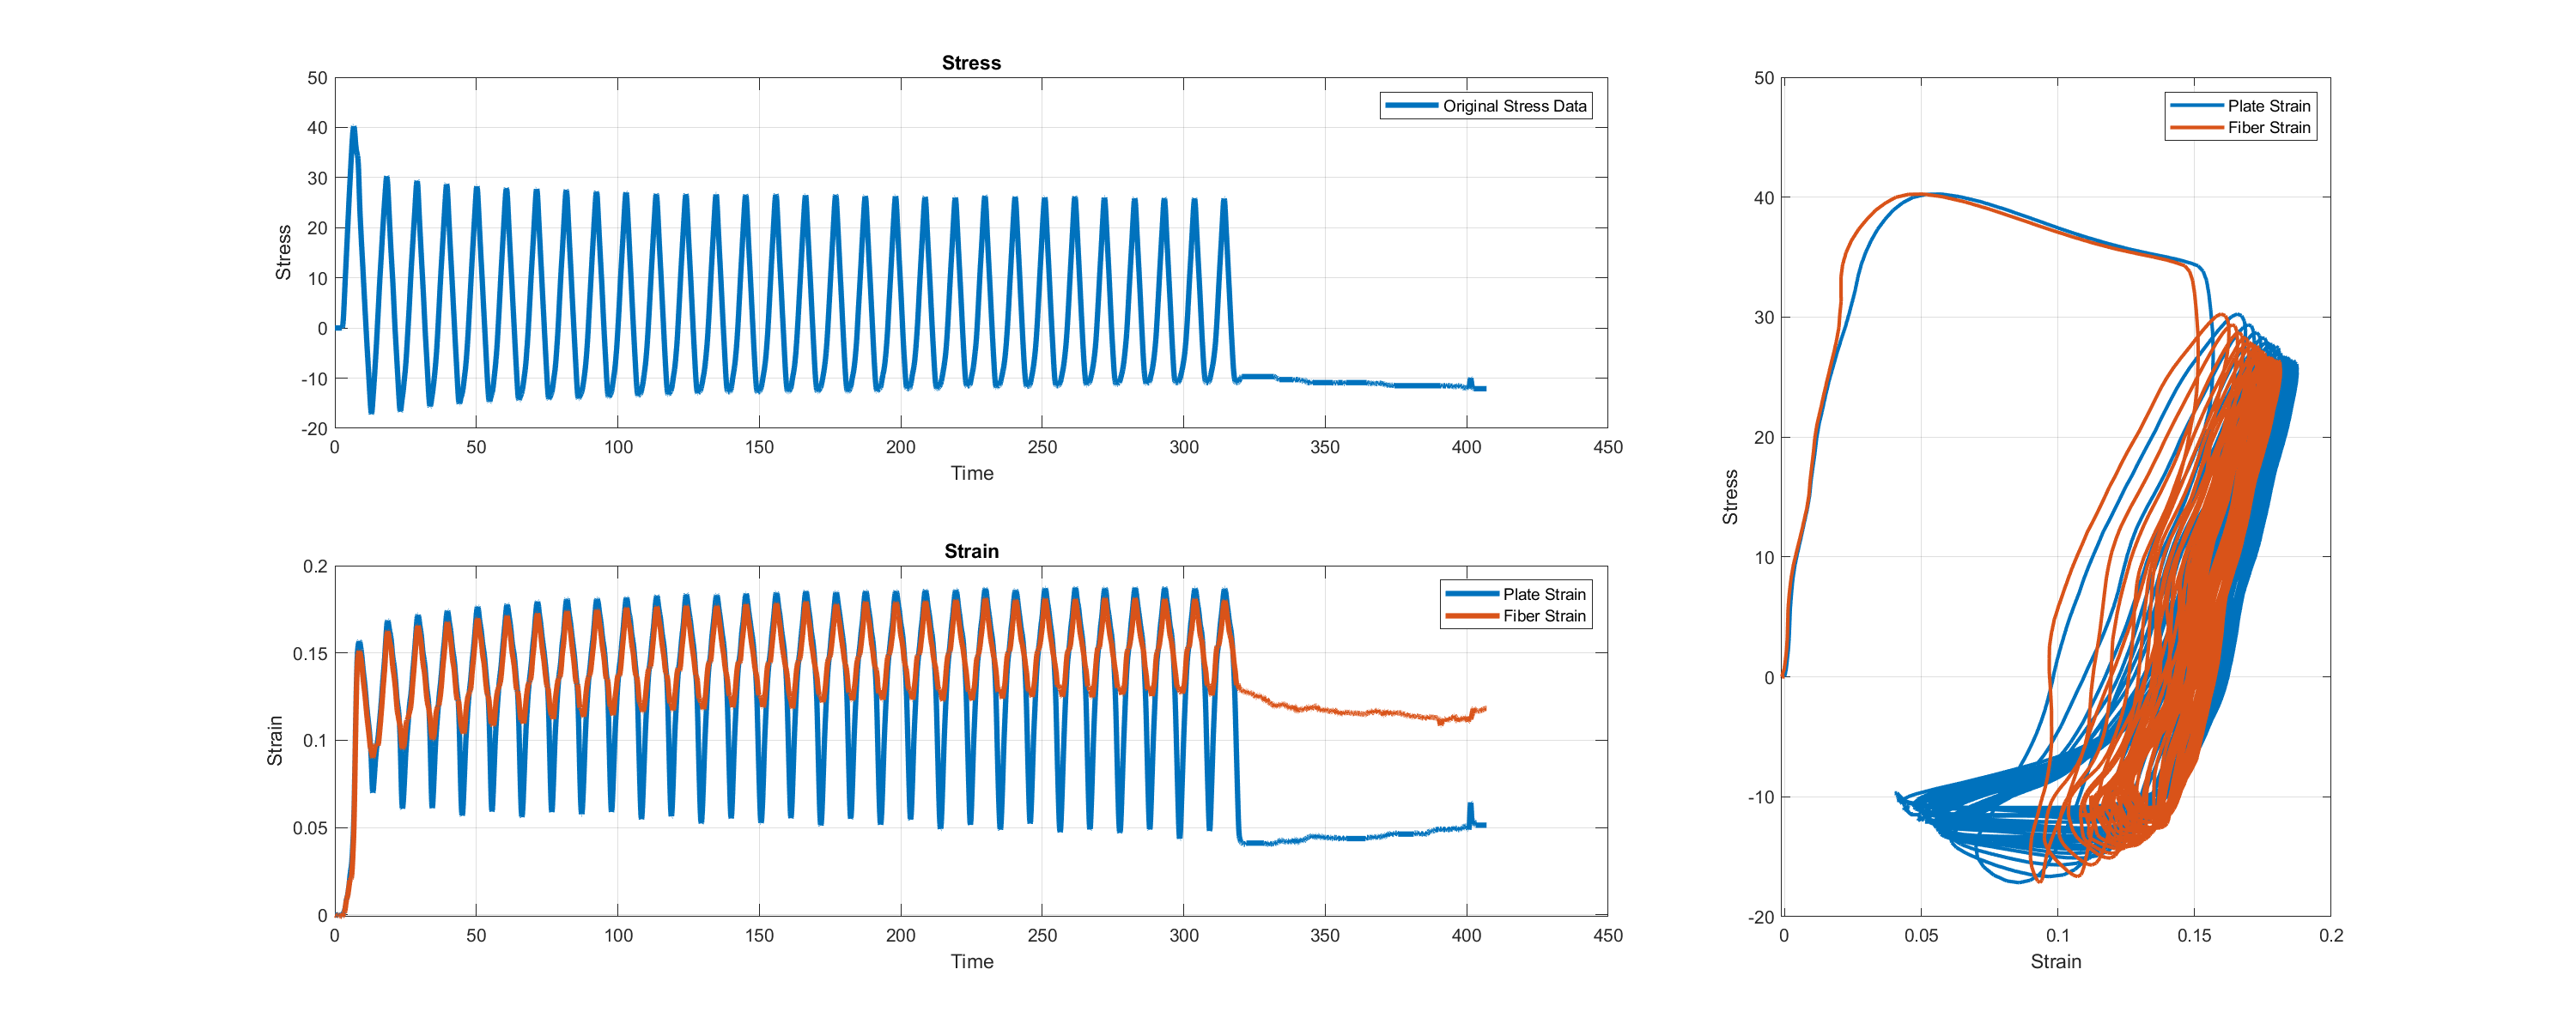 Stress
50
40
30
20
10
0
-10
-20
Stress
Original Stress Data
0 50 100 150 200 250 300 350 400 450
Time
Strain
0.2
0.15
0.1
0.05
0
Strain
Plate Strain
Fiber Strain
0 50 100 150 200 250 300 350 400 450
Time
50
40
30
20
10
0
-10
-20
Stress
Plate Strain
Fiber Strain
0 0.05 0.1 0.15 0.2
Strain